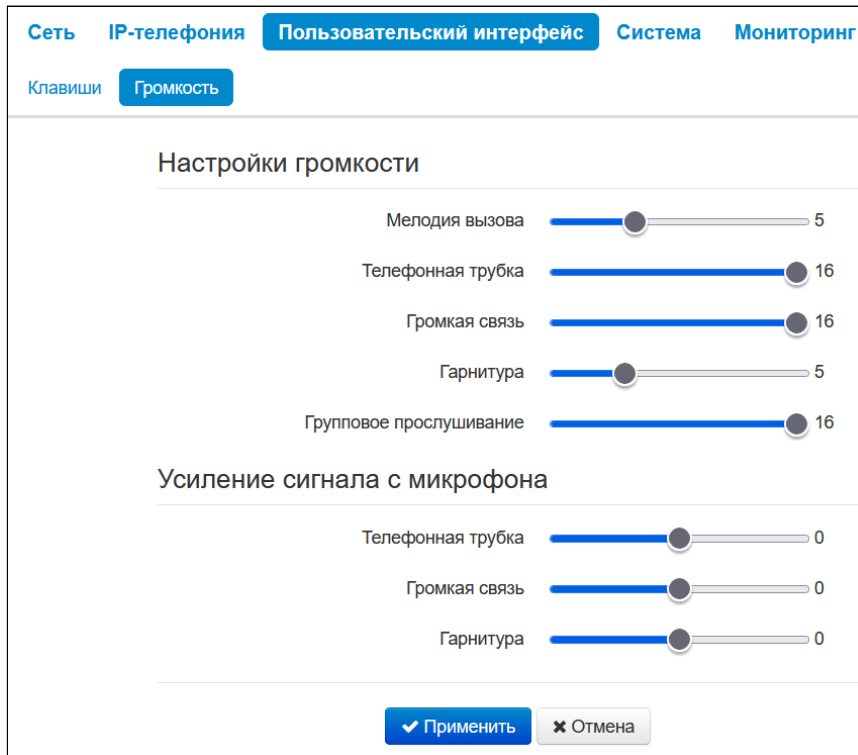 Сеть IP-телефония Пользовательский интерфейс Система Мониторинг
Клавиши Громкость
Настройки громкости
Мелодия вызова 5
Телефонная трубка 16
Громкая связь 16
Гарнитура 5
Групповое прослушивание 16
Усиление сигнала с микрофона
Телефонная трубка 0
Громкая связь 0
Гарнитура 0
Применить Отмена